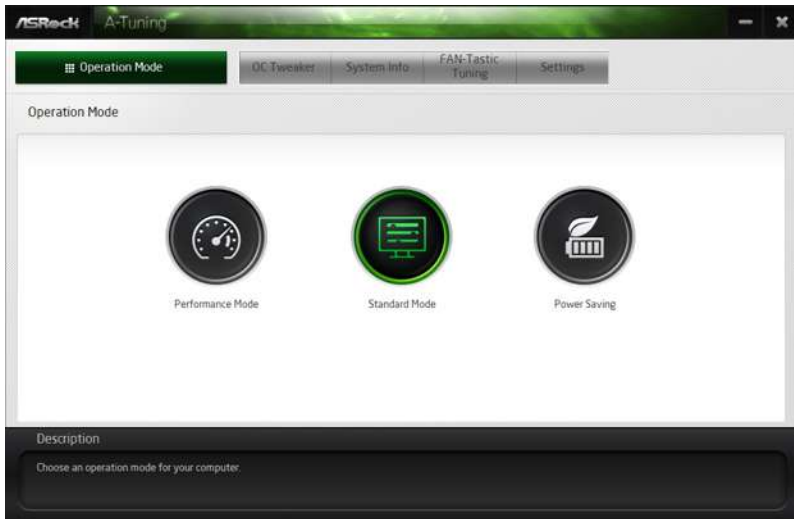 ASRock A-Tuning
Operation Mode OC Tweaker System Info FAN-Tastic
Tuning Settings
Operation Mode
Performance Mode Standard Mode Power Saving
Description
Choose an operation mode for your computer.